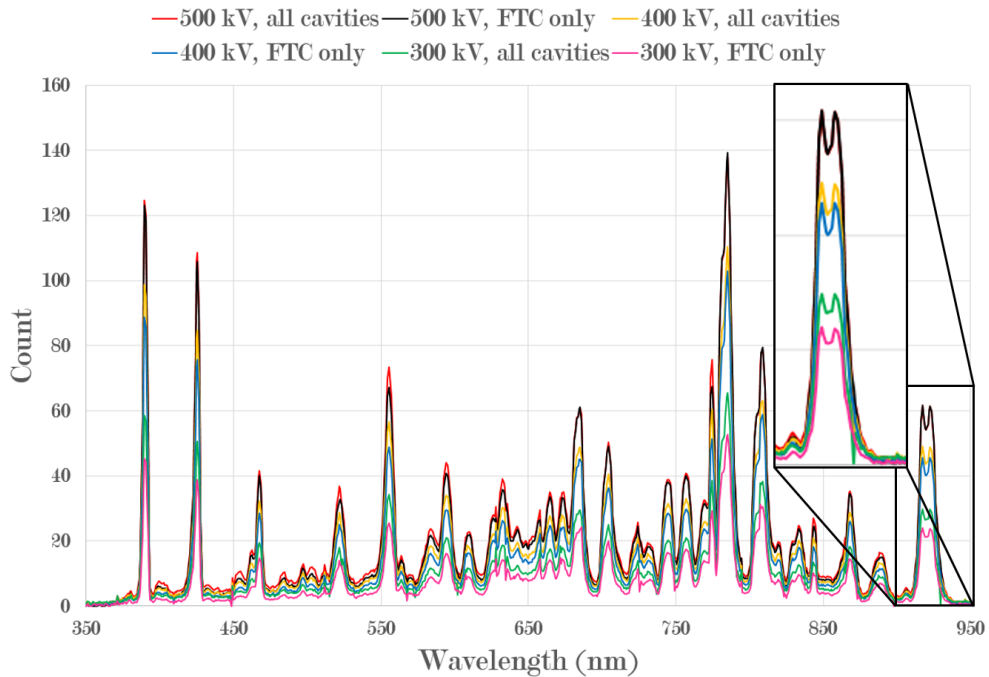 500 kV, all cavities 500 kV, FTC only 400 kV, all cavities
400 kV, FTC only 300 kV, all cavities 300 kV, FTC only
160
140
120
100
80
60
40
20
0
Count
350 450 550 650 750 850 950
Wavelength (nm)